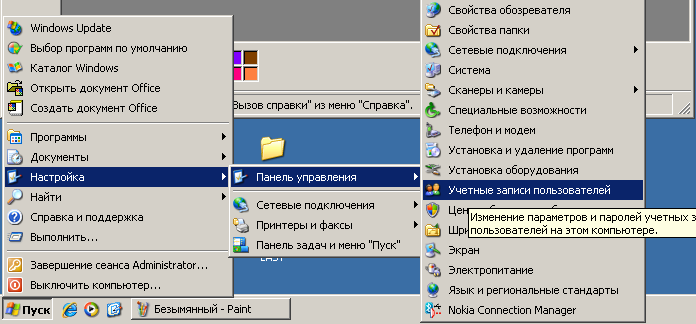 Windows Update
Выбор программ по умолчанию
Каталог Windows
Открыть документ Office
Создать документ Office
Программы
Документы
Настройка
Найти
Справка и поддержка
Выполнить...
Завершение сеанса Administrator...
Выключить компьютер...
Пуск
Безымянный - Paint
Вызов справки" из меню "Справка".
Панель управления
Сетевые подключения
Принтеры и факсы
Панель задач и меню "Пуск"
Свойства обозревателя
Свойства папки
Сетевые подключения
Система
Сканеры и камеры
Специальные возможности
Телефон и модем
Установка и удаление программ
Установка оборудования
Учетные записи пользователей
Изменение параметров и паролей учетных з
пользователей на этом компьютере.
Экран
Электропитание
Язык и региональные стандарты
Nokia Connection Manager